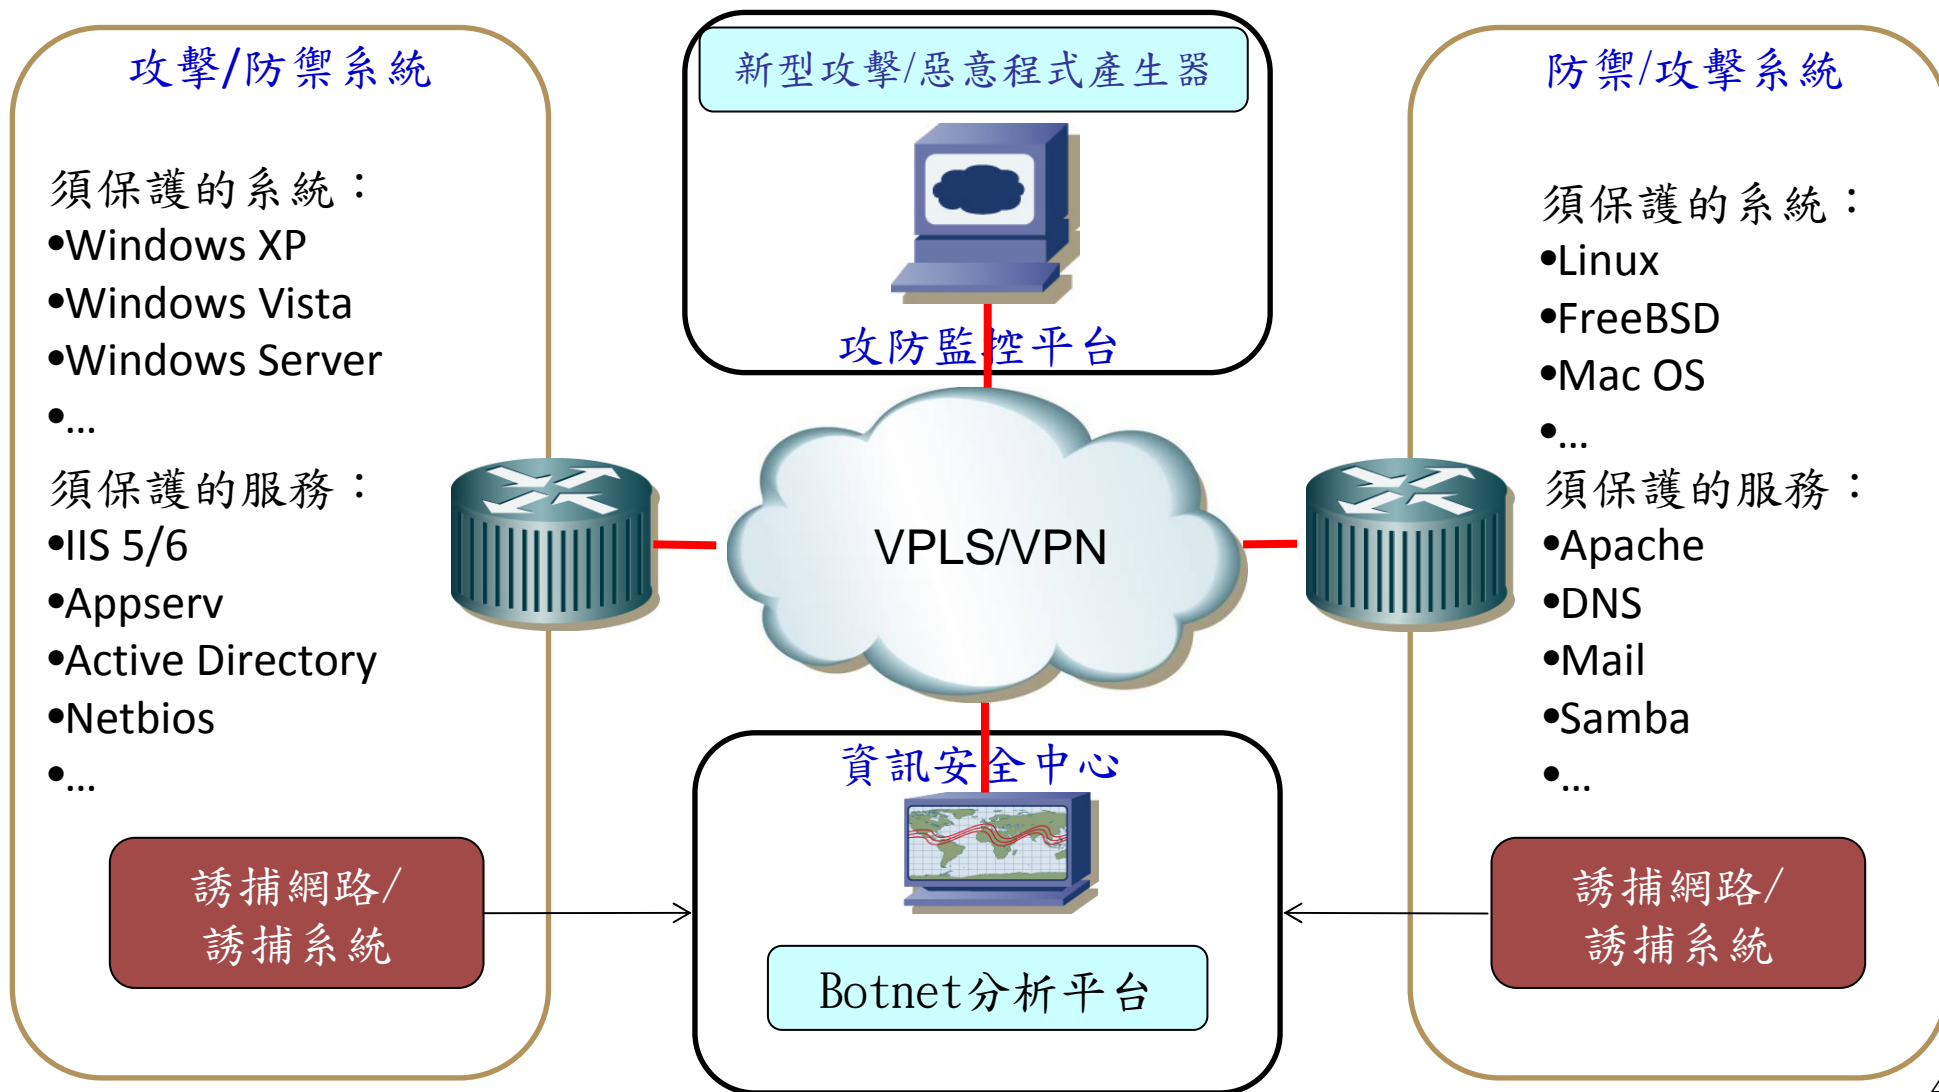 攻擊/防禦系統
須保護的系統：
•Windows XP
•Windows Vista
•Windows Server
•…
須保護的服務：
•IIS 5/6
•Appserv
•Active Directory
•Netbios
•…
誘捕網路/
誘捕系統
新型攻擊/惡意程式產生器
攻防監控平台
VPLS/VPN
資訊安全中心
Botnet分析平台
防禦/攻擊系統
須保護的系統：
•Linux
•FreeBSD
•Mac OS
•…
須保護的服務：
•Apache
•DNS
•Mail
•Samba
•…
誘捕網路/
誘捕系統